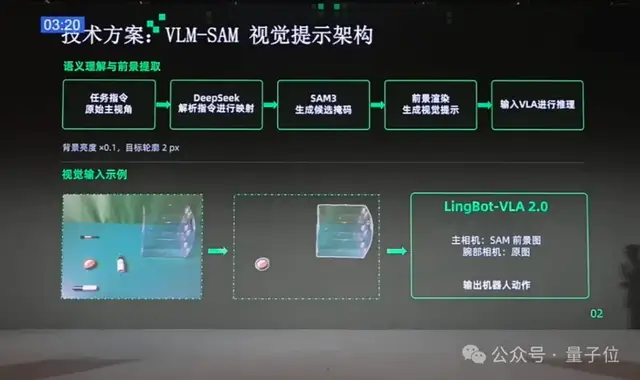 03:20
技术方案：VLM-SAM 视觉提示架构
语义理解与前景提取
任务指令
原始主视角
DeepSeek
解析指令进行映射
SAM3
生成候选掩码
前景渲染
生成视觉提示
输入VLA进行推理
背景亮度 ×0.1，目标轮廓 2 px
视觉输入示例
LingBot-VLA 2.0
主相机：SAM 前景图
腕部相机：原图
输出机器人动作
02
公众号 · 量子位